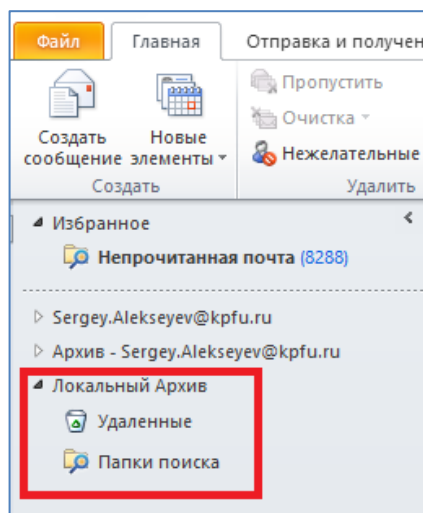 Файл Главная Отправка и получен
Пропустить
Очистка
Создать Новые
сообщение элементы
Нежелательные
Создать Удалить
Избранное
Непрочитанная почта (8288)
Sergey.Alekseyev@kpfu.ru
Архив - Sergey.Alekseyev@kpfu.ru
Локальный Архив
Удаленные
Папки поиска